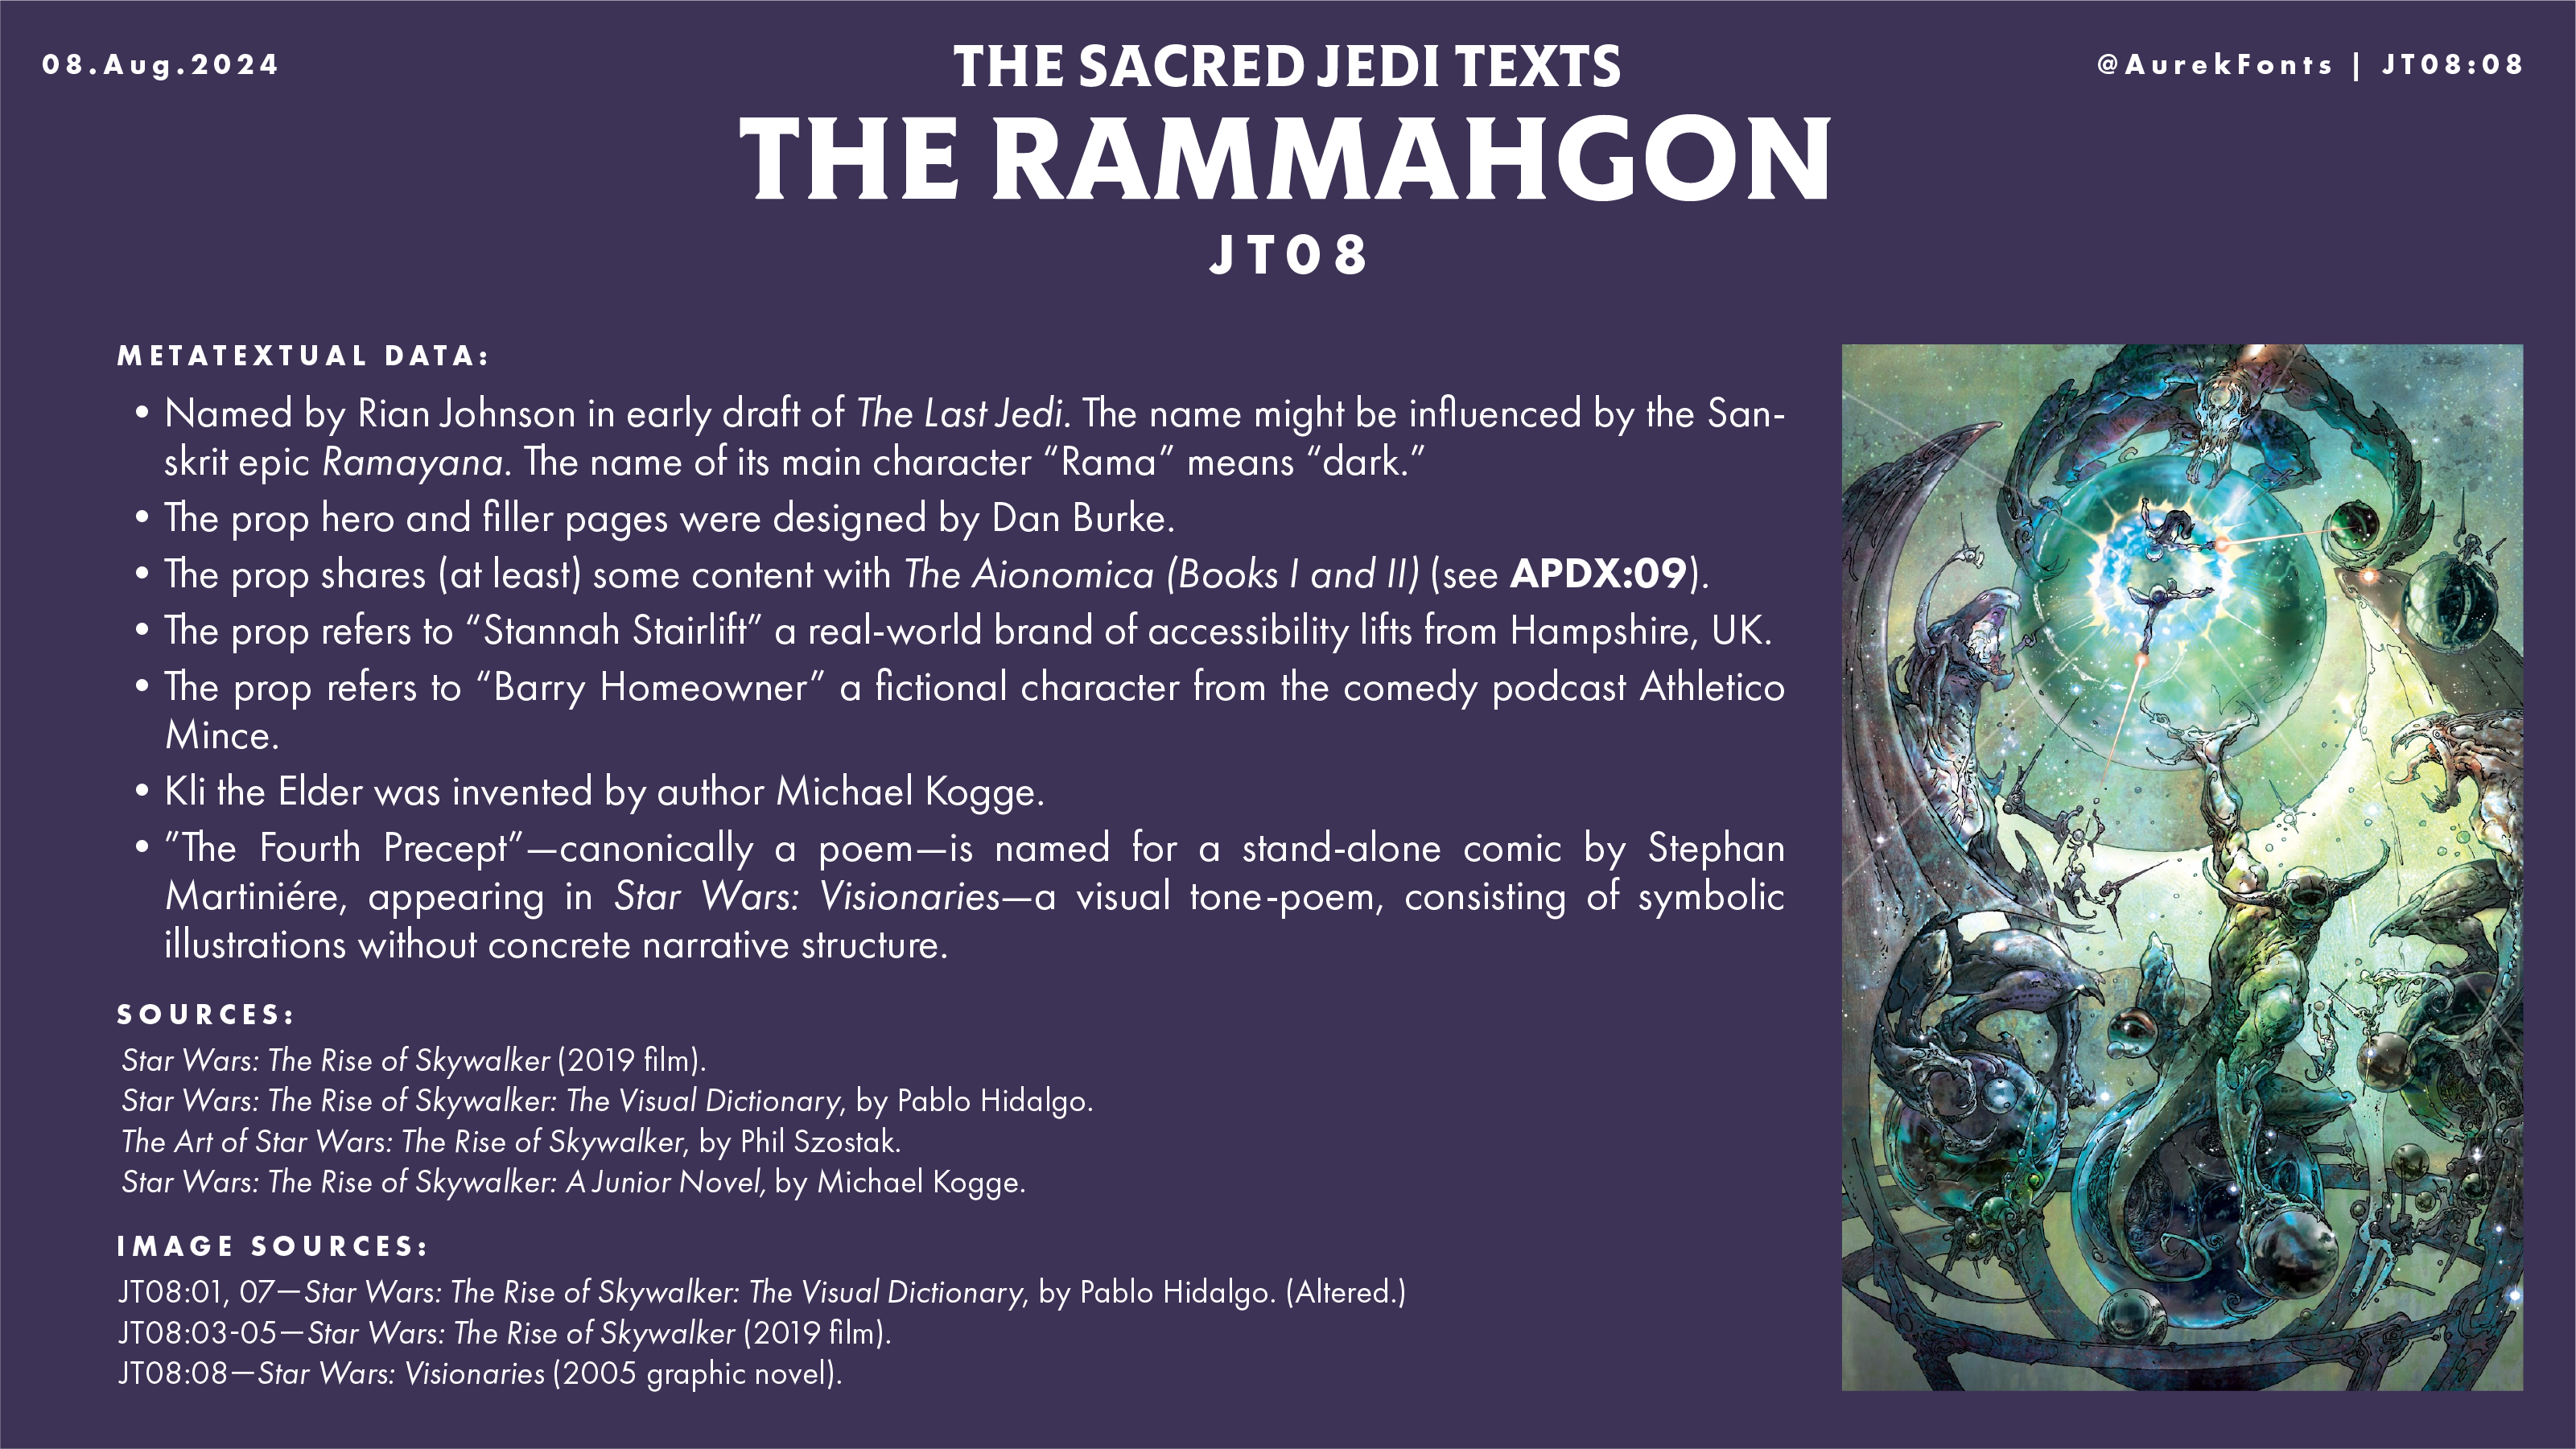 08.Aug.2024
THE SACRED JEDI TEXTS
@AurekFonts | JT08:08
THE RAMMAHGON
JT08
METATEXTUAL DATA:
• Named by Rian Johnson in early draft of The Last Jedi. The name might be influenced by the San-
skrit epic Ramayana. The name of its main character “Rama” means “dark.”
• The prop hero and filler pages were designed by Dan Burke.
• The prop shares (at least) some content with The Aionomica (Books I and II) (see APDX:09).
• The prop refers to “Stannah Stairlift” a real-world brand of accessibility lifts from Hampshire, UK.
• The prop refers to “Barry Homeowner” a fictional character from the comedy podcast Athletico
Mince.
• Kli the Elder was invented by author Michael Kogge.
• ”The Fourth Precept”—canonically a poem—is named for a stand-alone comic by Stephan
Martiniére, appearing in Star Wars: Visionaries—a visual tone-poem, consisting of symbolic
illustrations without concrete narrative structure.
SOURCES:
Star Wars: The Rise of Skywalker (2019 film).
Star Wars: The Rise of Skywalker: The Visual Dictionary, by Pablo Hidalgo.
The Art of Star Wars: The Rise of Skywalker, by Phil Szostak.
Star Wars: The Rise of Skywalker: A Junior Novel, by Michael Kogge.
IMAGE SOURCES:
JT08:01, 07—Star Wars: The Rise of Skywalker: The Visual Dictionary, by Pablo Hidalgo. (Altered.)
JT08:03-05—Star Wars: The Rise of Skywalker (2019 film).
JT08:08—Star Wars: Visionaries (2005 graphic novel).